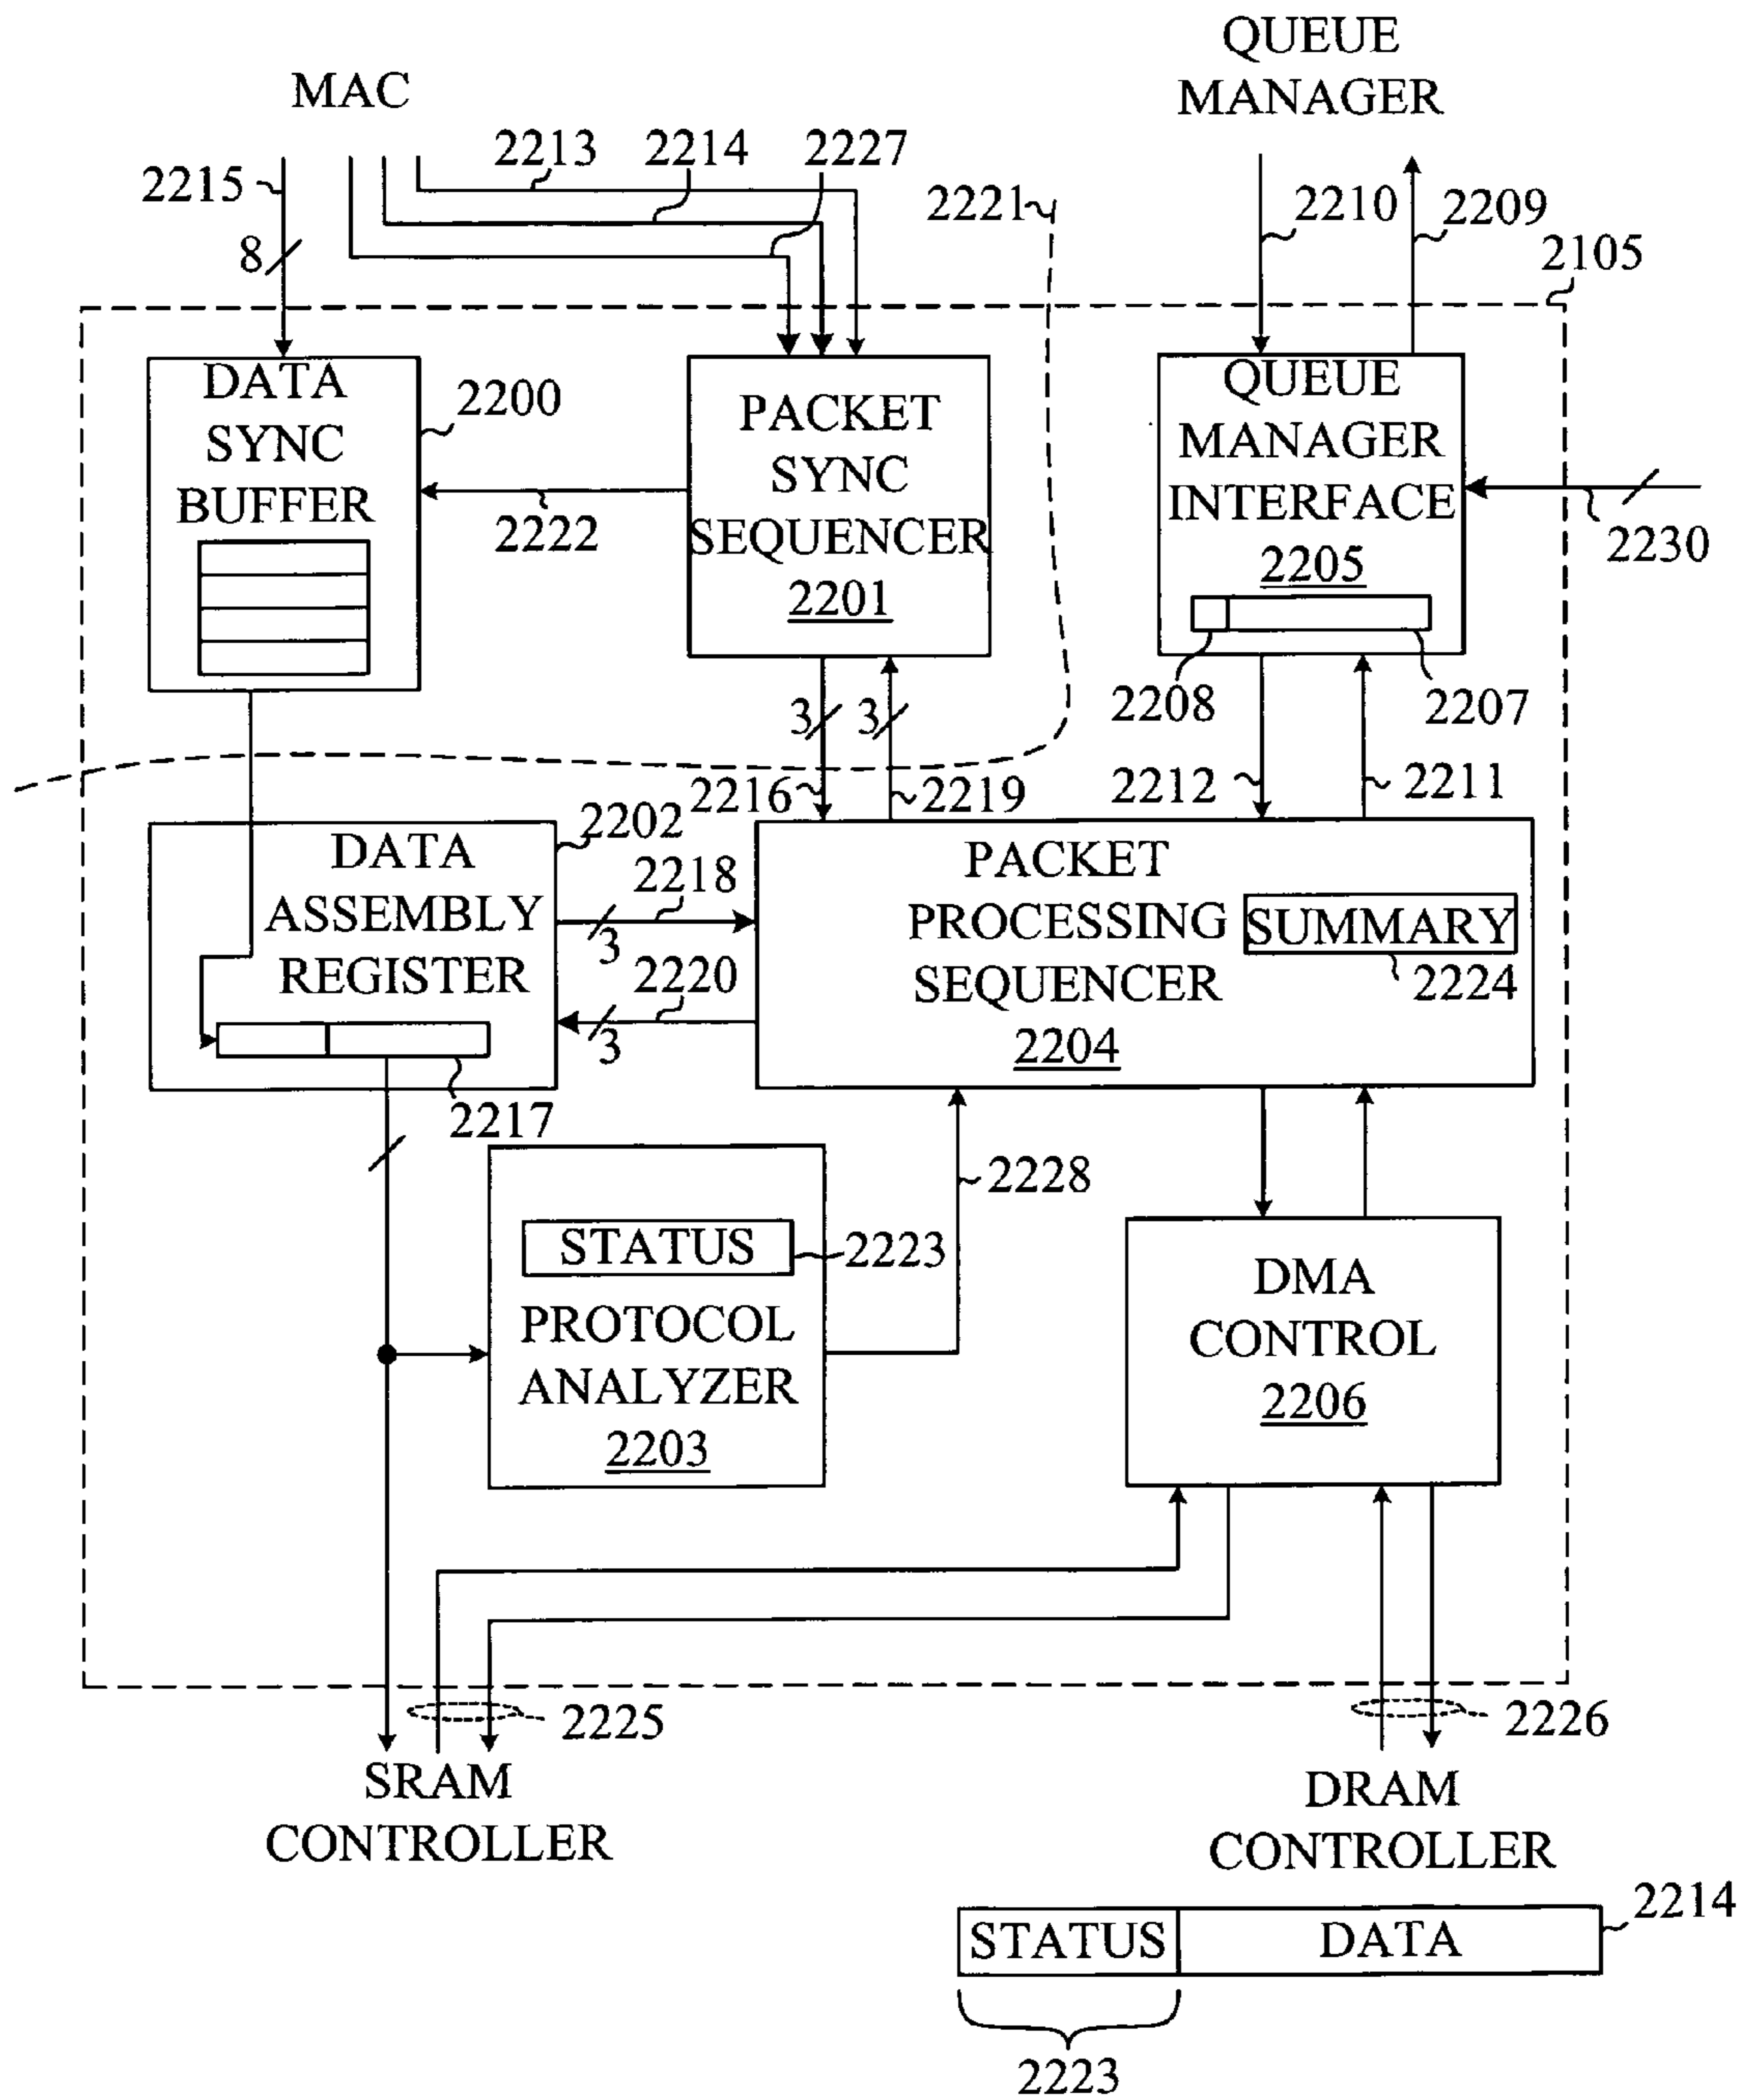 QUEUE
MANAGER
MAC
2213
2214
2227
2215
2221
2210
2209
2105
8
DATA
SYNC
BUFFER
2200
PACKET
SYNC
SEQUENCER
2201
2222
QUEUE
MANAGER
INTERFACE
2205
2230
2208
2207
3
3
2216
2219
2212
2211
2202
DATA
ASSEMBLY
REGISTER
2218
3
2220
3
2217
PACKET
PROCESSING
SEQUENCER
2204
SUMMARY
2224
2228
STATUS
2223
PROTOCOL
ANALYZER
2203
DMA
CONTROL
2206
2225
2226
SRAM
CONTROLLER
DRAM
CONTROLLER
2214
STATUS
DATA
2223